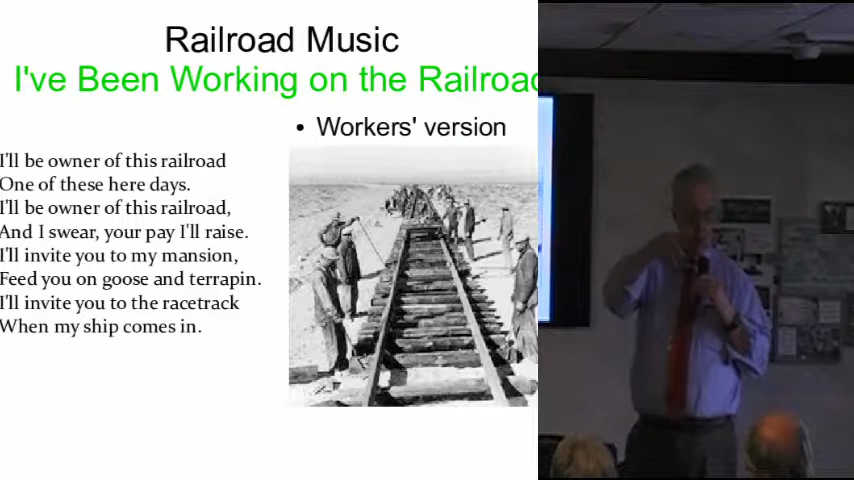 Railroad Music
I've Been Working on the Railroad
• Workers' version
I'll be owner of this railroad
One of these here days.
I'll be owner of this railroad,
And I swear, your pay I'll raise.
I'll invite you to my mansion,
Feed you on goose and terrapin.
I'll invite you to the racetrack
When my ship comes in.